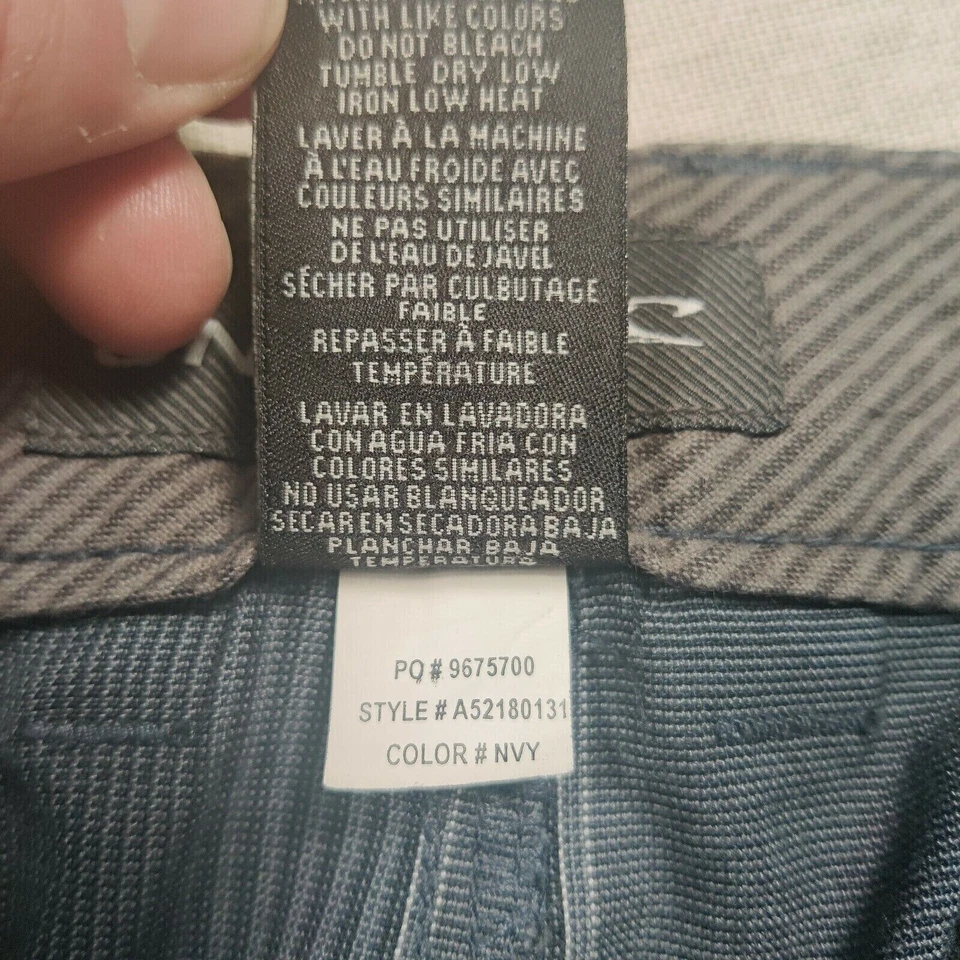 WITH LIKE COLORS
DO NOT BLEACH
TUMBLE DRY LOW
IRON LOW HEAT
LAVER À LA MACHINE
À L'EAU FROIDE AVEC
COULEURS SIMILAIRES
NE PAS UTILISER
DE L'EAU DE JAVEL
SÉCHER PAR CULBUTAGE
FAIBLE
REPASSER À FAIBLE
TEMPÉRATURE
LAVAR EN LAVADORA
CON AGUA FRIA CON
COLORES SIMILARES
NO USAR BLANQUEADOR
SECAR EN SECADORA BAJA
PLANCHAR BAJA
TEMPERATURA
PO # 9675700
STYLE # A52180131
COLOR # NVY